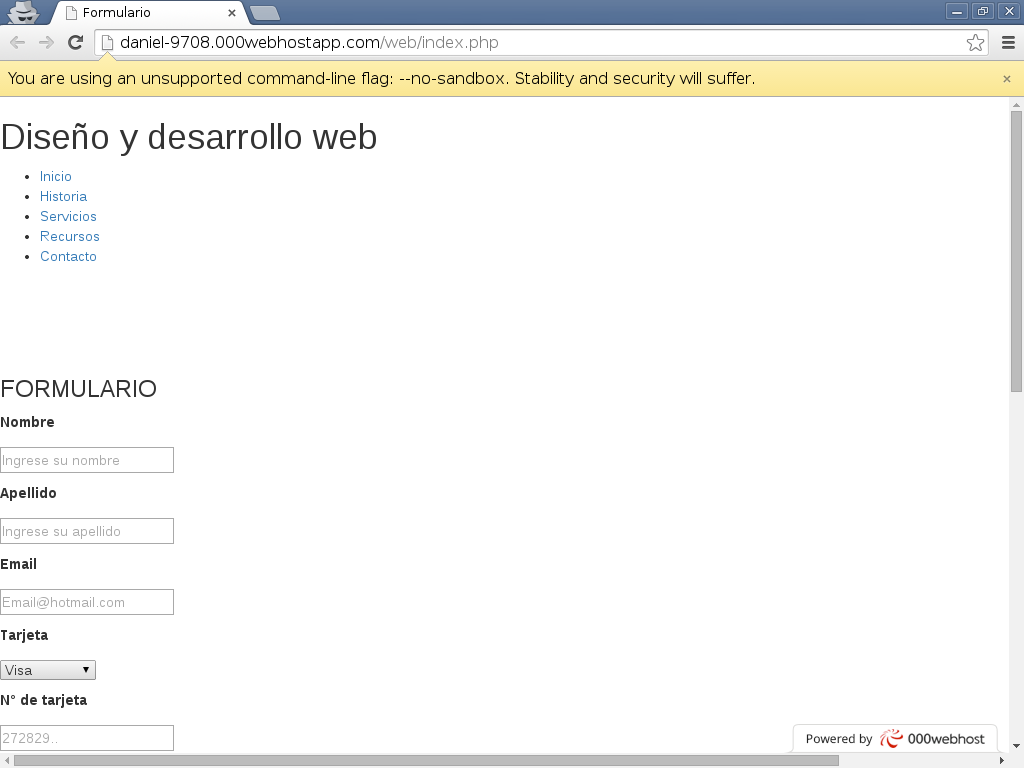 Formulario
daniel-9708.000webhostapp.com/web/index.php
You are using an unsupported command-line flag: --no-sandbox. Stability and security will suffer.
Diseño y desarrollo web
Inicio
Historia
Servicios
Recursos
Contacto
FORMULARIO
Nombre
Ingrese su nombre
Apellido
Ingrese su apellido
Email
Email@hotmail.com
Tarjeta
Visa
N° de tarjeta
272829..
Powered by 000webhost